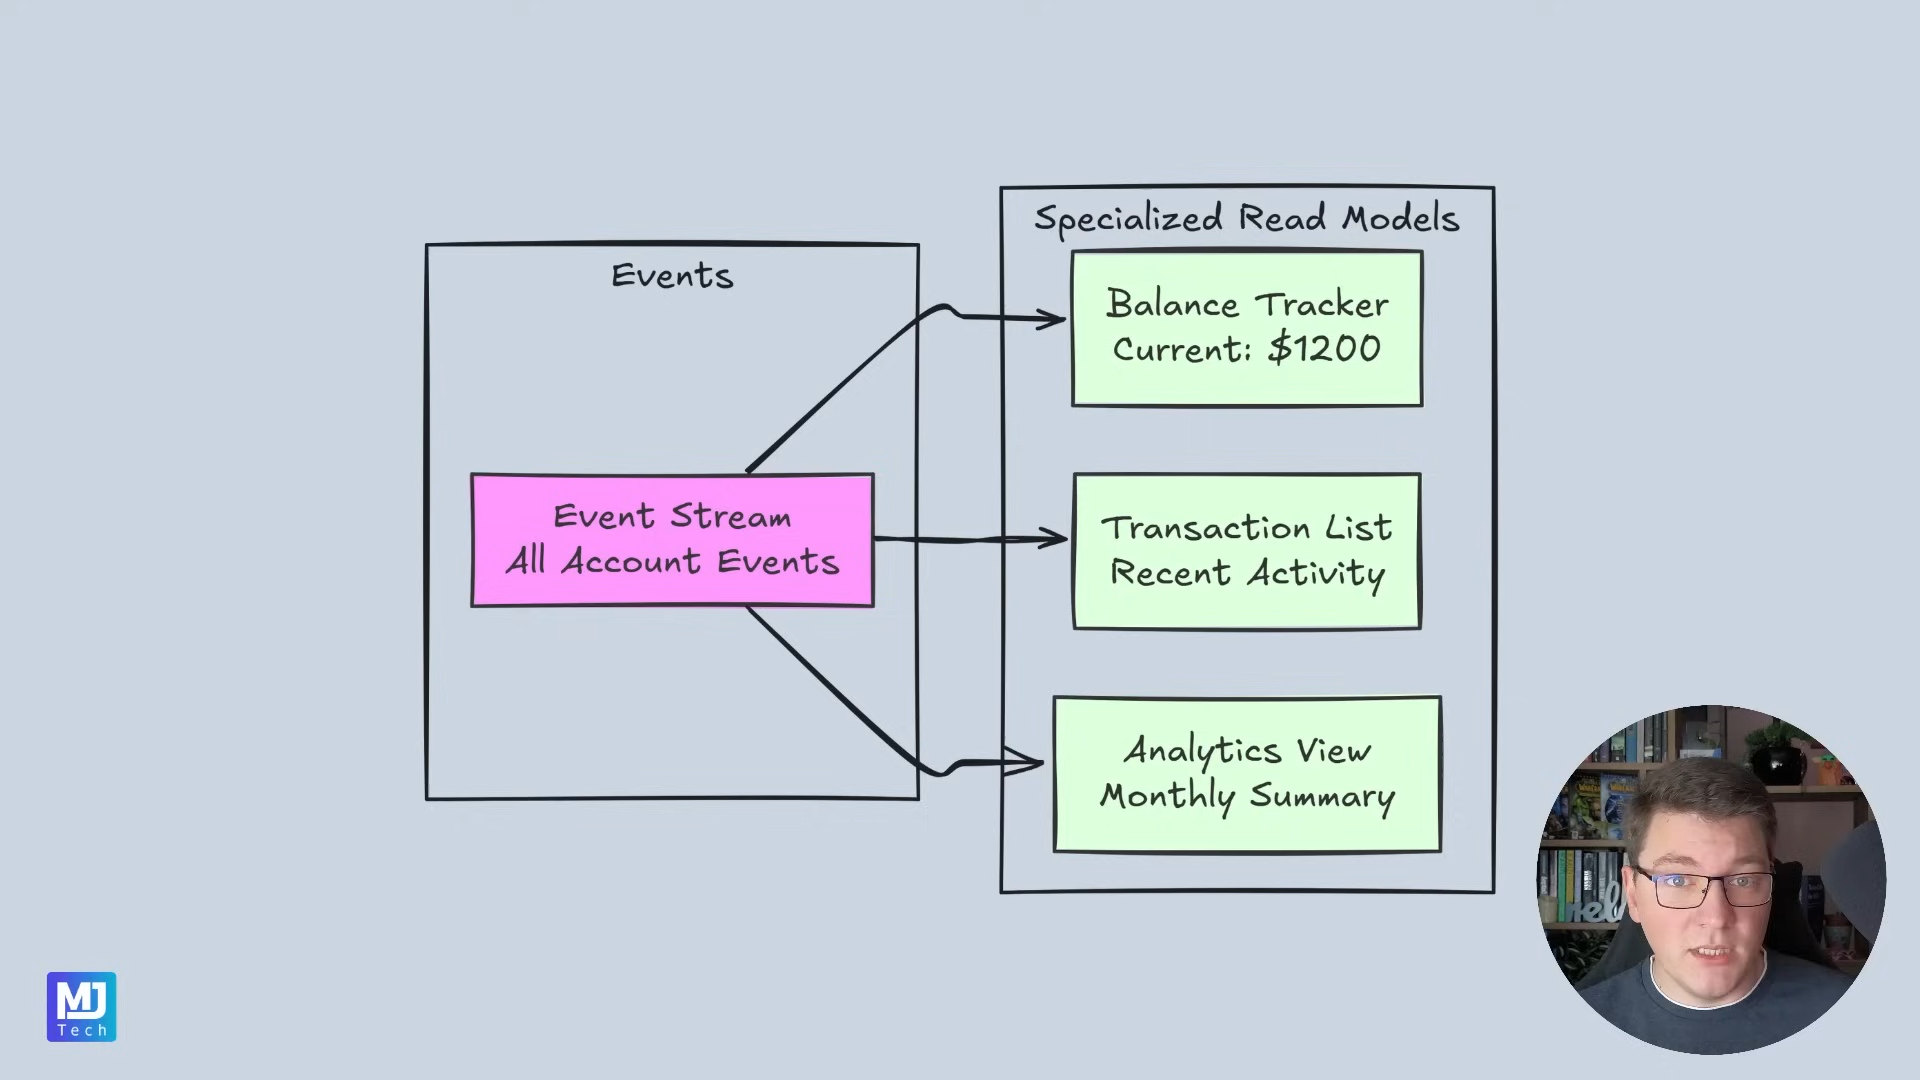 Events
Event Stream
All Account Events
Specialized Read Models
Balance Tracker
Current: $1200
Transaction List
Recent Activity
Analytics View
Monthly Summary
MJ
Tech